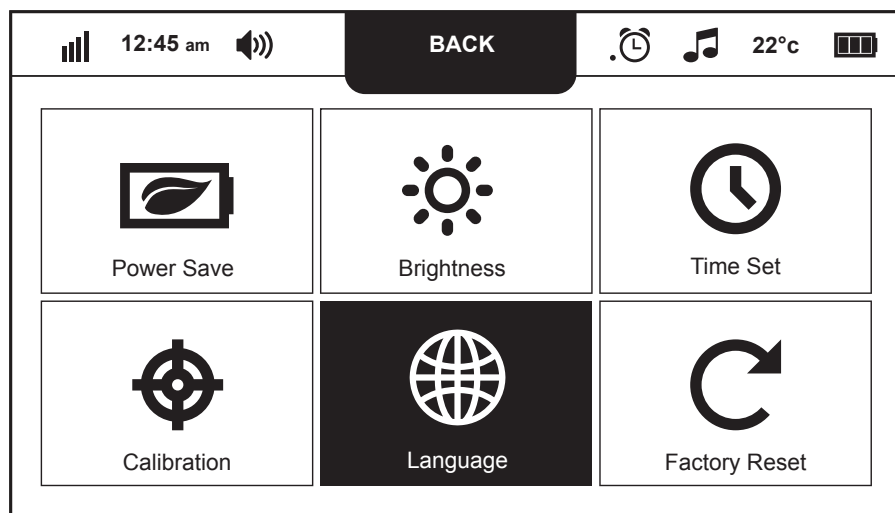 12:45 am BACK 22°c
Power Save Brightness Time Set
Calibration Language Factory Reset